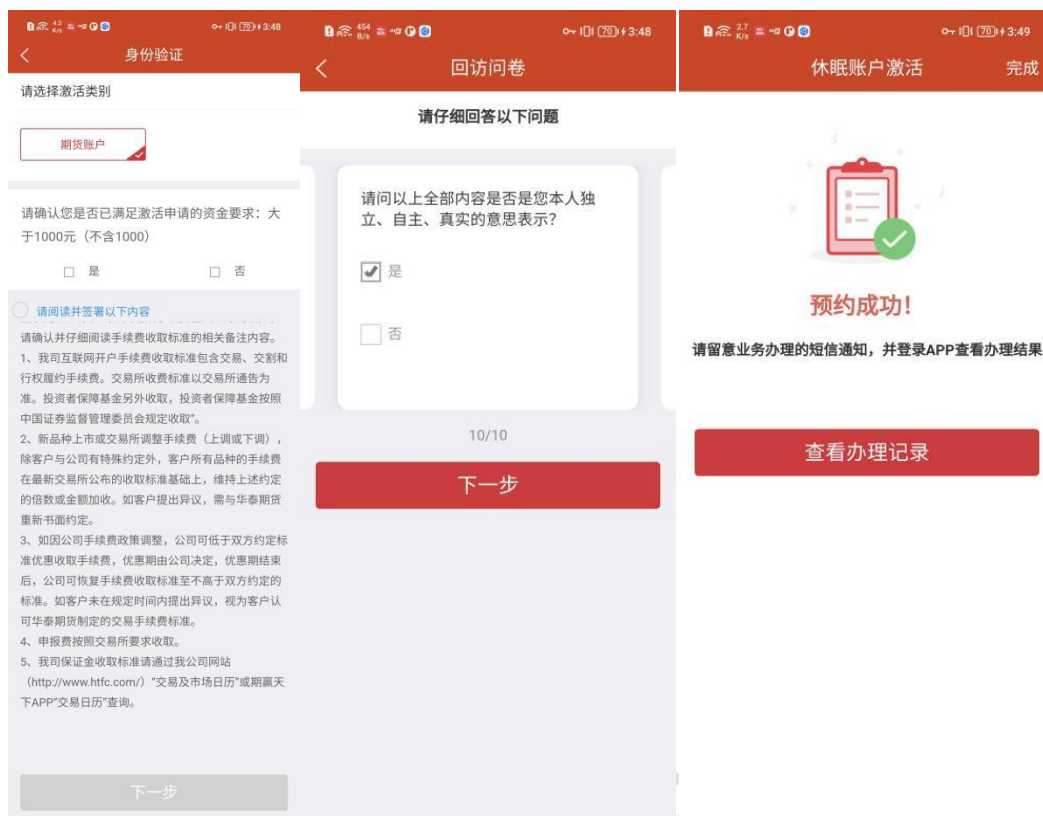 4.3
K/s
70
3:48
身份验证
请选择激活类别
期货账户
请确认您是否已满足激活申请的资金要求：大
于1000元（不含1000）
是
否
请阅读并签署以下内容
请确认并仔细阅读手续费收取标准的相关备注内容。
1、我司互联网开户手续费收取标准包含交易、交割和
行权履约手续费。交易所收费标准以交易所通告为
准。投资者保障基金另外收取，投资者保障基金按照
中国证券监督管理委员会规定收取”。
2、新品种上市或交易所调整手续费（上调或下调），
除客户与公司有特殊约定外，客户所有品种的手续费
在最新交易所公布的收取标准基础上，维持上述约定
的倍数或金额加收。如客户提出异议，需与华泰期货
重新书面约定。
3、如因公司手续费政策调整，公司可低于双方约定标
准优惠收取手续费，优惠期由公司决定，优惠期结束
后，公司可恢复手续费收取标准至不高于双方约定的
标准。如客户未在规定时间内提出异议，视为客户认
可华泰期货制定的交易手续费标准。
4、申报费按照交易所要求收取。
5、我司保证金收取标准请通过我公司网站
（http://www.htfc.com/）“交易及市场日历”或期赢天
下APP“交易日历”查询。
下一步
454
B/s
70
3:48
回访问卷
请仔细回答以下问题
请问以上全部内容是否是您本人独
立、自主、真实的意思表示？
是
否
10/10
下一步
2.7
K/s
70
3:49
休眠账户激活
完成
预约成功！
请留意业务办理的短信通知，并登录APP查看办理结果
查看办理记录